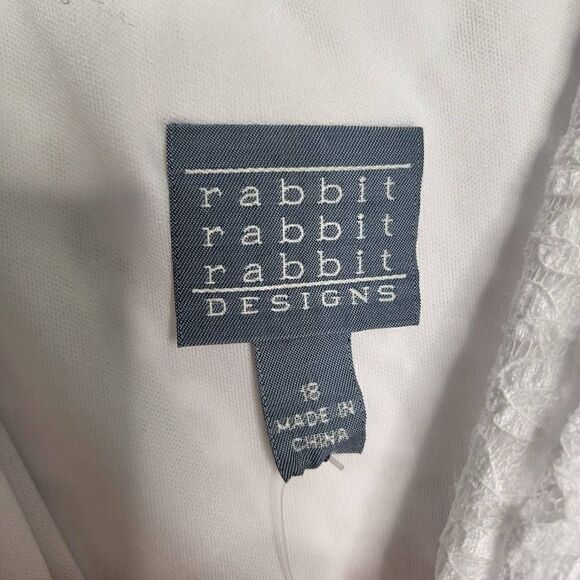 rabbit
rabbit
rabbit
DESIGNS
18
MADE IN
CHINA